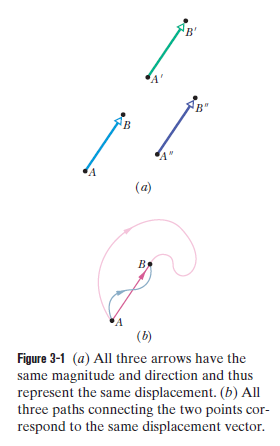 B'
A'
B"
B
A"
A
(a)
B
A
(b)
Figure 3-1 (a) All three arrows have the
same magnitude and direction and thus
represent the same displacement. (b) All
three paths connecting the two points cor-
respond to the same displacement vector.